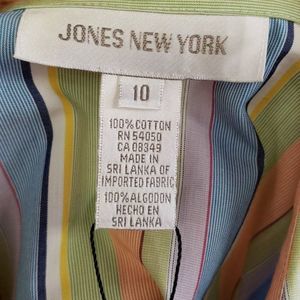 JONES NEW YORK
10
100% COTTON
RN 54050
CA 08349
MADE IN
SRI LANKA OF
IMPORTED FABRIC
100% ALGODON
HECHO EN
SRI LANKA